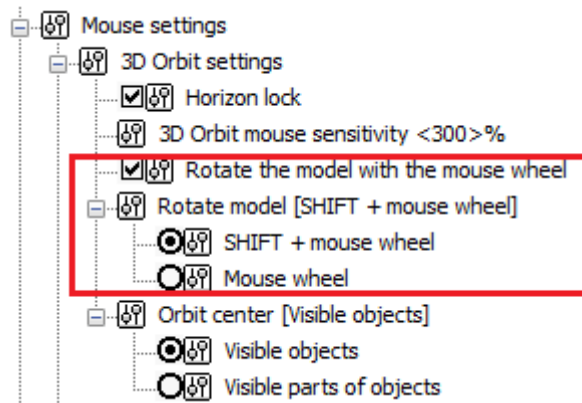 Mouse settings
3D Orbit settings
Horizon lock
3D Orbit mouse sensitivity <300>%
Rotate the model with the mouse wheel
Rotate model [SHIFT + mouse wheel]
SHIFT + mouse wheel
Mouse wheel
Orbit center [Visible objects]
Visible objects
Visible parts of objects